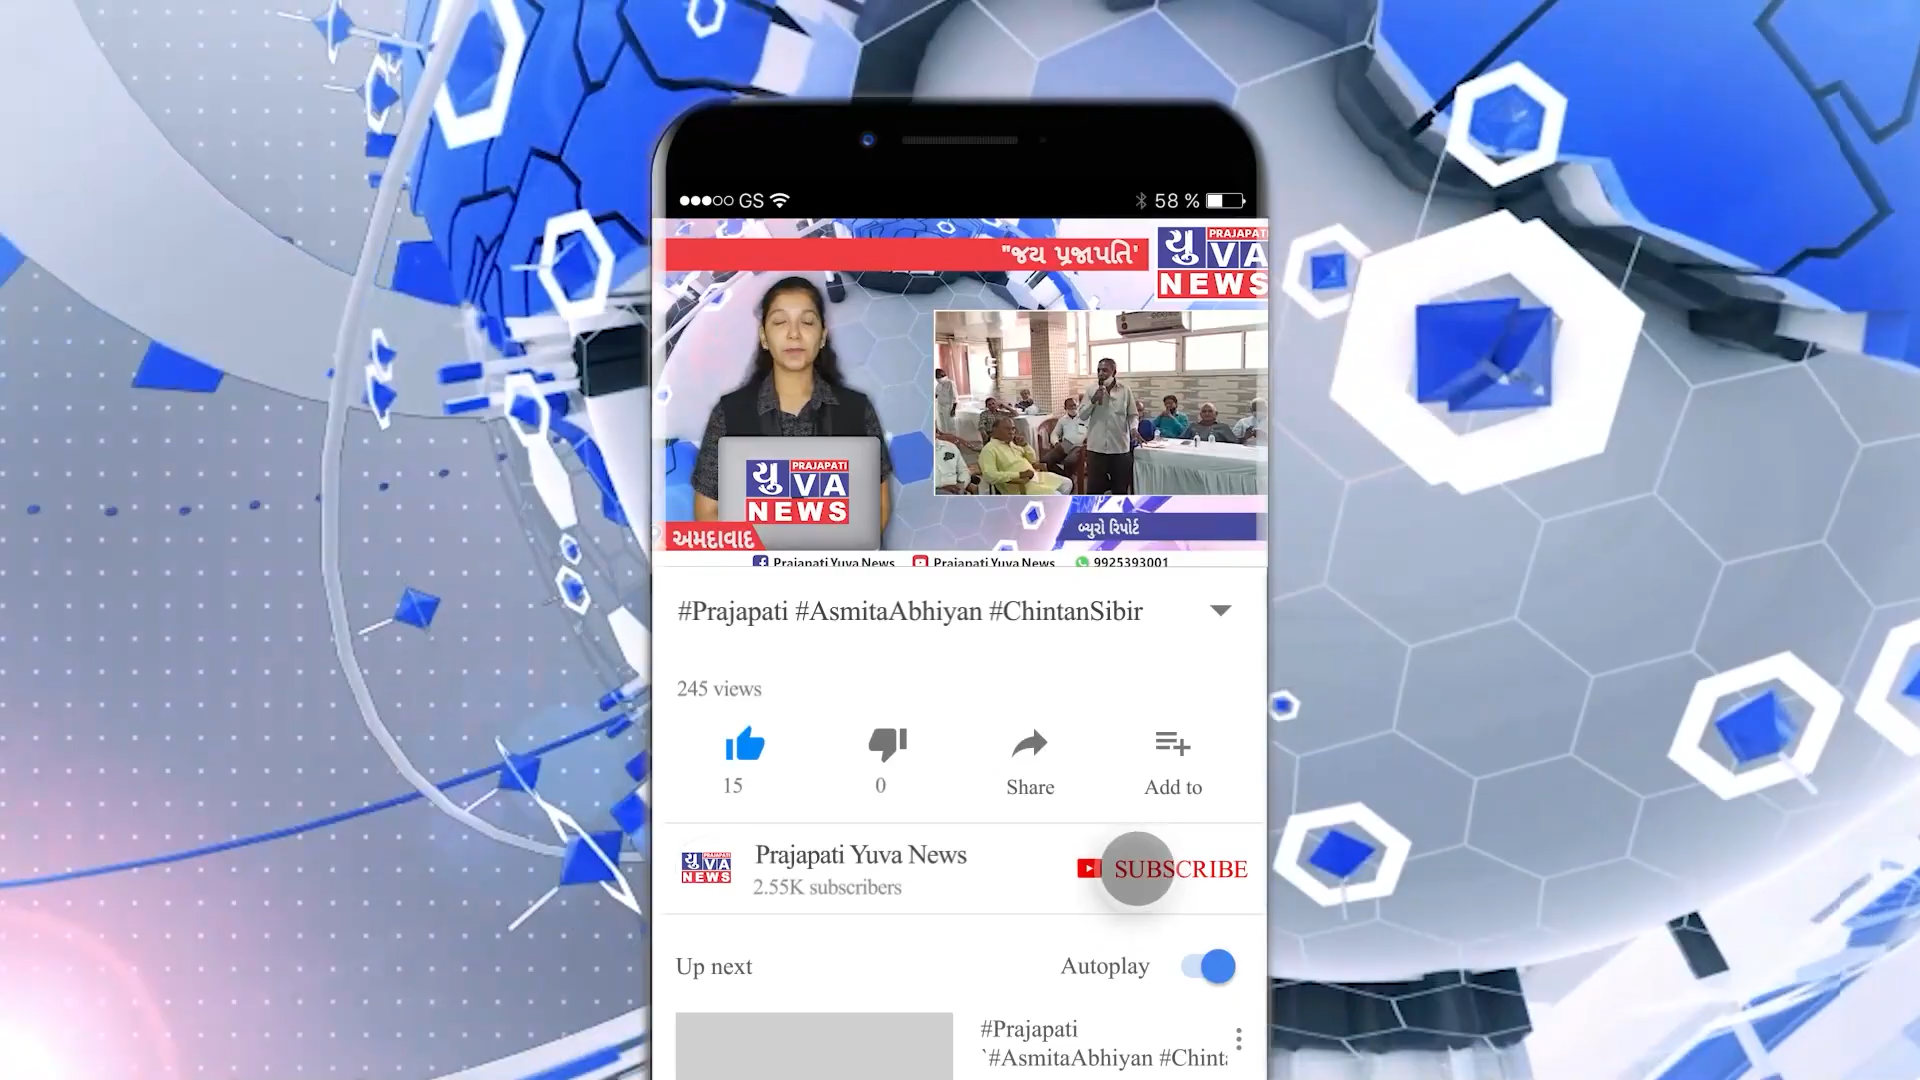 GS
58 %
"જય પ્રજાપતિ'
PRAJAPATI
યુ VA
NEWS
PRAJAPATI
યુ VA
NEWS
બ્યુરો રિપોર્ટ
અમદાવાદ
Prajapati Yuva News
Prajapati Yuva News
9925393001
#Prajapati #AsmitaAbhiyan #ChintanSibir
245 views
15
0
Share
Add to
યુ VA
NEWS
Prajapati Yuva News
2.55K subscribers
SUBSCRIBE
Up next
Autoplay
#Prajapati
`#AsmitaAbhiyan #Chint